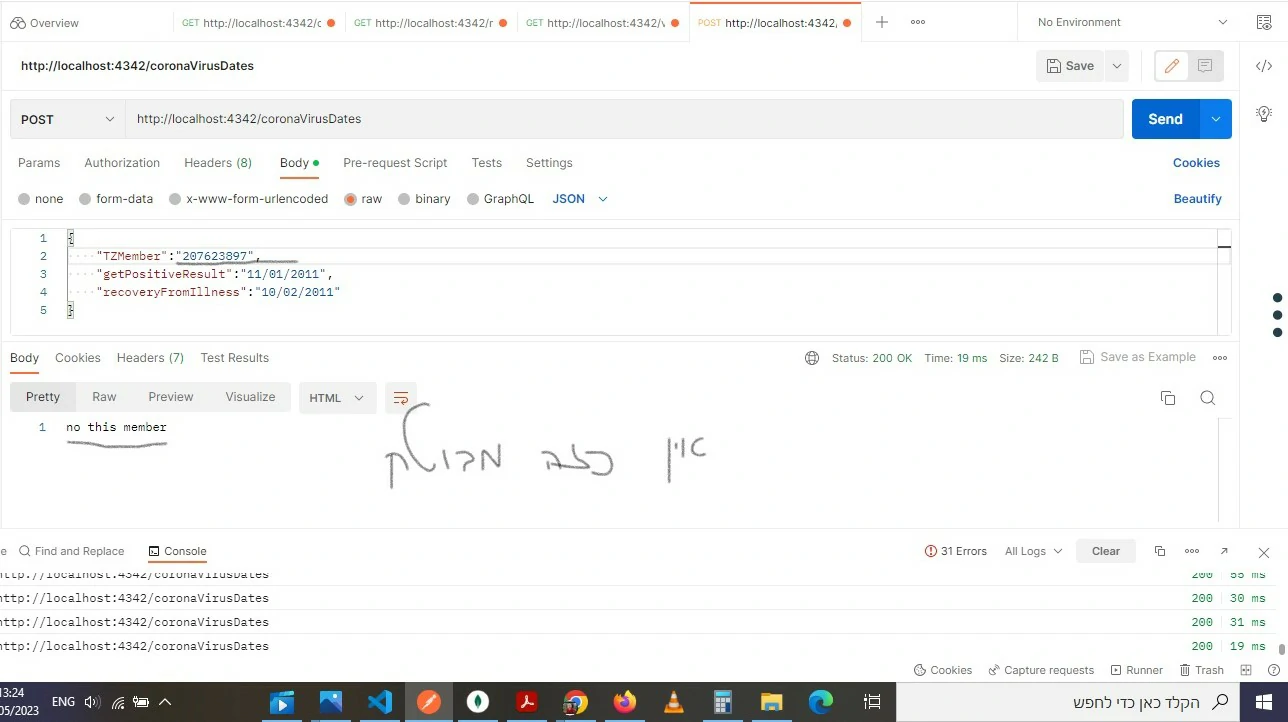 Overview GET http://localhost:4342/c GET http://localhost:4342/r GET http://localhost:4342/v POST http://localhost:4342, No Environment
http://localhost:4342/coronaVirusDates Save
POST http://localhost:4342/coronaVirusDates Send
Params Authorization Headers (8) Body Pre-request Script Tests Settings Cookies
none form-data x-www-form-urlencoded raw binary GraphQL JSON Beautify
1 {
2 "TZMember":"207623897",
3 "getPositiveResult":"11/01/2011",
4 "recoveryFromIllness":"10/02/2011"
5 }
Body Cookies Headers (7) Test Results Status: 200 OK Time: 19 ms Size: 242 B Save as Example
Pretty Raw Preview Visualize HTML
1 no this member
אין כזה מבוטח
e Find and Replace Console 31 Errors All Logs Clear
http://localhost:4342/coronaVirusDates 200 55 ms
http://localhost:4342/coronaVirusDates 200 30 ms
http://localhost:4342/coronaVirusDates 200 31 ms
http://localhost:4342/coronaVirusDates 200 19 ms
Cookies Capture requests Runner Trash
13:24 ENG הקלד כאן כדי לחפש
05/2023